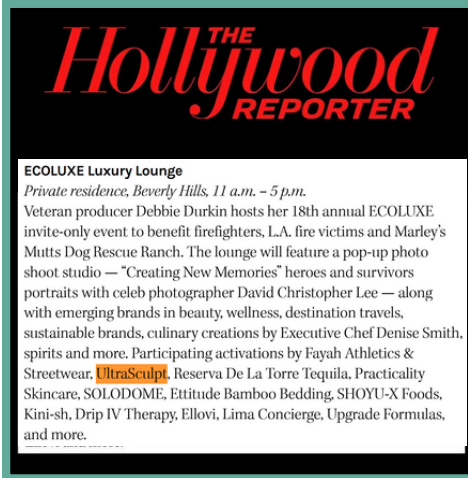 THE
Hollywood
REPORTER
ECOLUXE Luxury Lounge
Private residence, Beverly Hills, 11 a.m. – 5 p.m.
Veteran producer Debbie Durkin hosts her 18th annual ECOLUXE
invite-only event to benefit firefighters, L.A. fire victims and Marley's
Mutts Dog Rescue Ranch. The lounge will feature a pop-up photo
shoot studio — “Creating New Memories” heroes and survivors
portraits with celeb photographer David Christopher Lee — along
with emerging brands in beauty, wellness, destination travels,
sustainable brands, culinary creations by Executive Chef Denise Smith,
spirits and more. Participating activations by Fayah Athletics &
Streetwear, UltraSculpt, Reserva De La Torre Tequila, Practicality
Skincare, SOLODOME, Ettitude Bamboo Bedding, SHOYU-X Foods,
Kini-sh, Drip IV Therapy, Ellovi, Lima Concierge, Upgrade Formulas,
and more.